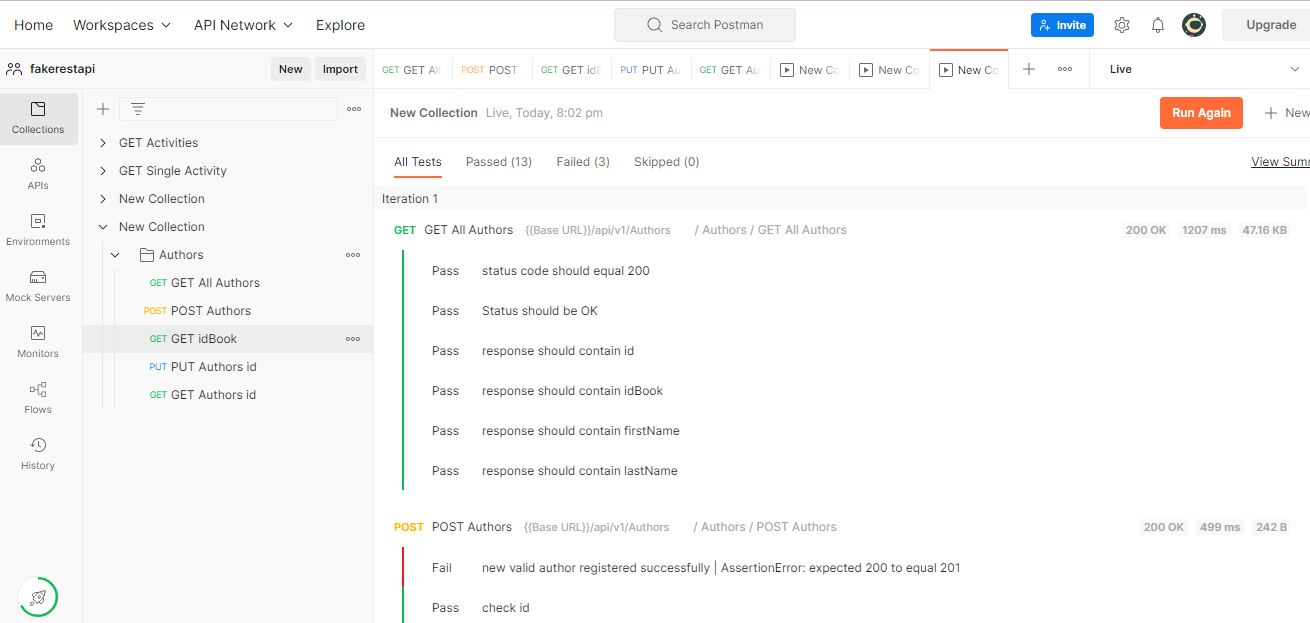 Home Workspaces API Network Explore Search Postman Invite Upgrade
fakerestapi New Import GET GET All POST POST GET GET idB PUT PUT Au GET GET Au New Co New Co New Co Live
Collections
APIs
Environments
Mock Servers
Monitors
Flows
History
GET Activities
GET Single Activity
New Collection
New Collection
Authors
GET GET All Authors
POST POST Authors
GET GET idBook
PUT PUT Authors id
GET GET Authors id
New Collection Live, Today, 8:02 pm Run Again New
All Tests Passed (13) Failed (3) Skipped (0) View Summ
Iteration 1
GET GET All Authors {{Base URL}}/api/v1/Authors / Authors / GET All Authors 200 OK 1207 ms 47.16 KB
Pass status code should equal 200
Pass Status should be OK
Pass response should contain id
Pass response should contain idBook
Pass response should contain firstName
Pass response should contain lastName
POST POST Authors {{Base URL}}/api/v1/Authors / Authors / POST Authors 200 OK 499 ms 242 B
Fail new valid author registered successfully | AssertionError: expected 200 to equal 201
Pass check id